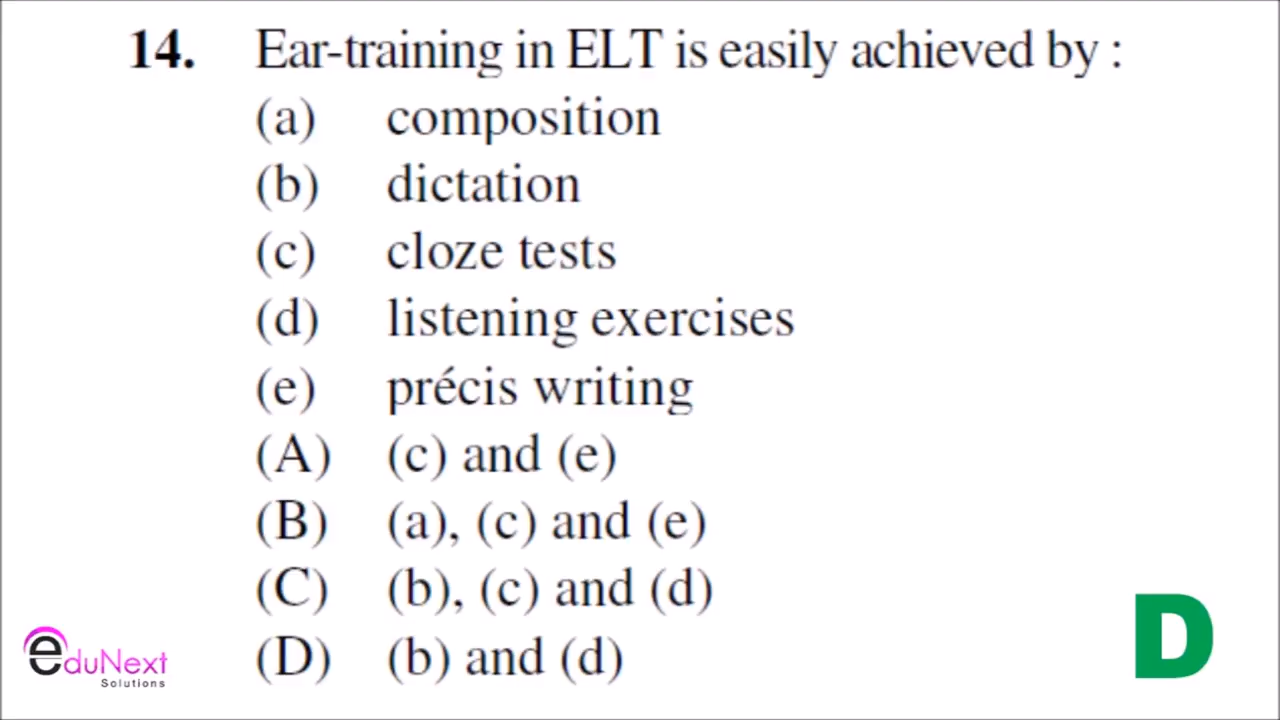 14. Ear-training in ELT is easily achieved by :
(a) composition
(b) dictation
(c) cloze tests
(d) listening exercises
(e) précis writing
(A) (c) and (e)
(B) (a), (c) and (e)
(C) (b), (c) and (d)
(D) (b) and (d)
D
eduNext
Solutions